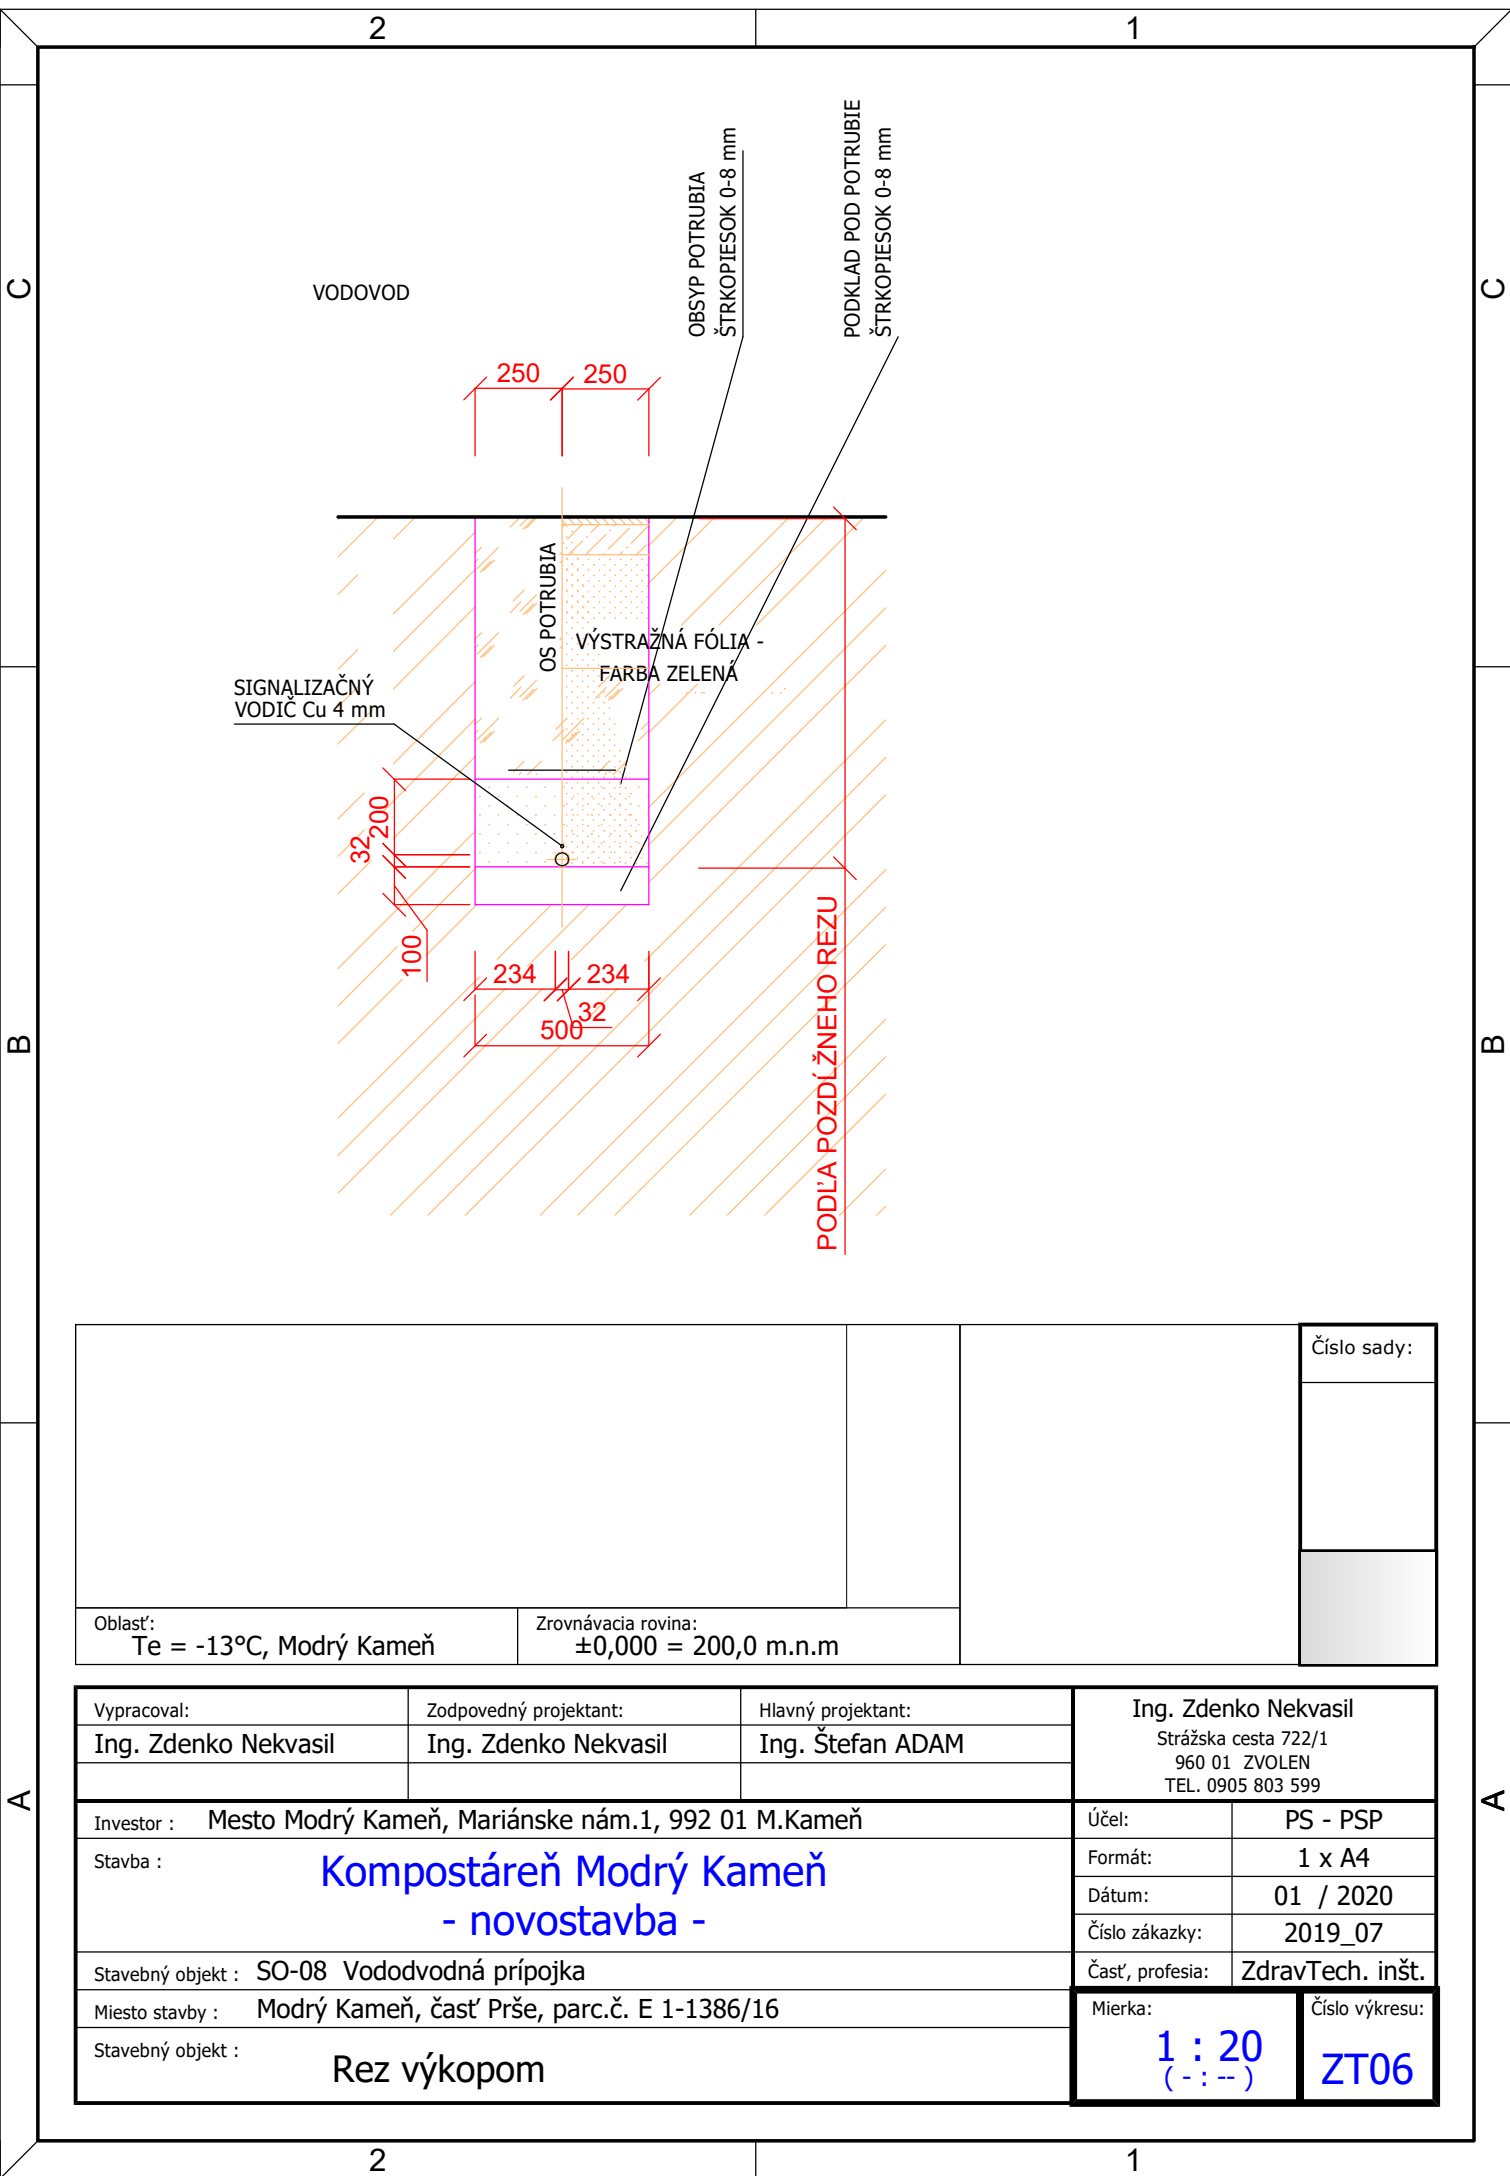 2
1
C
C
VODOVOD
OBSYP POTRUBIA
ŠTRKOPIESOK 0-8 mm
PODKLAD POD POTRUBIE
ŠTRKOPIESOK 0-8 mm
250
250
OS POTRUBIA
VÝSTRAŽNÁ FÓLIA -
FARBA ZELENÁ
SIGNALIZAČNÝ
VODIČ Cu 4 mm
200
32
100
234
234
32
500
PODĽA POZDĹŽNEHO REZU
B
B
Číslo sady:
Oblasť:
Te = -13°C, Modrý Kameň
Zrovnávacia rovina:
±0,000 = 200,0 m.n.m
Vypracoval:
Zodpovedný projektant:
Hlavný projektant:
Ing. Zdenko Nekvasil
Ing. Zdenko Nekvasil
Ing. Štefan ADAM
Ing. Zdenko Nekvasil
Strážska cesta 722/1
960 01 ZVOLEN
TEL. 0905 803 599
A
A
Investor : Mesto Modrý Kameň, Mariánske nám.1, 992 01 M.Kameň
Účel: PS - PSP
Stavba : Kompostáreň Modrý Kameň
- novostavba -
Formát: 1 x A4
Dátum: 01 / 2020
Číslo zákazky: 2019_07
Stavebný objekt : SO-08 Vododvodná prípojka
Časť, profesia: ZdravTech. inšt.
Miesto stavby : Modrý Kameň, časť Prše, parc.č. E 1-1386/16
Stavebný objekt : Rez výkopom
Mierka:
1 : 20
( - : -- )
Číslo výkresu:
ZT06
2
1